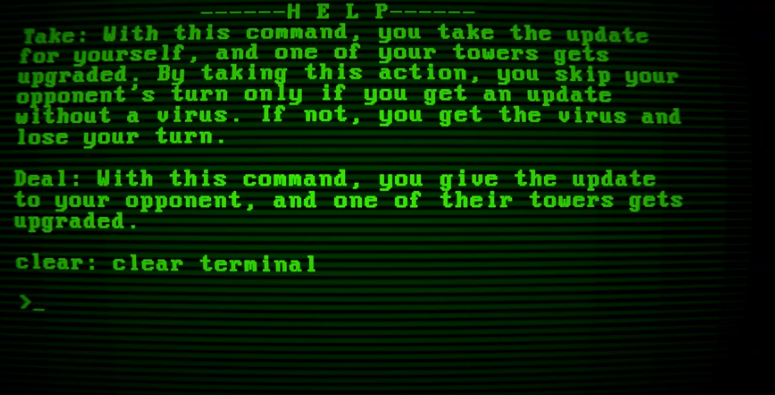 ------H E L P------
Take: With this command, you take the update
for yourself, and one of your towers gets
upgraded. By taking this action, you skip your
opponent's turn only if you get an update
without a virus. If not, you get the virus and
lose your turn.
Deal: With this command, you give the update
to your opponent, and one of their towers gets
upgraded.
clear: clear terminal
>_